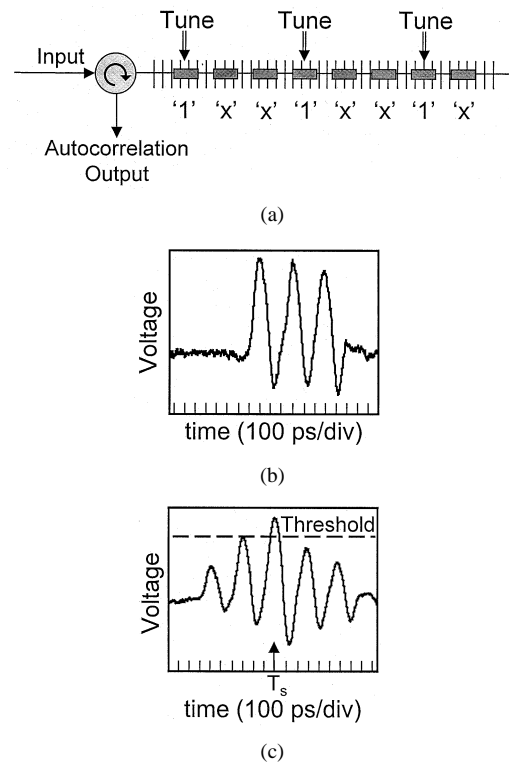 Tune Tune Tune
Input
'1' 'x' 'x' '1' 'x' 'x' '1' 'x'
Autocorrelation
Output
(a)
Voltage
time (100 ps/div)
(b)
Threshold
Voltage
Ts
time (100 ps/div)
(c)